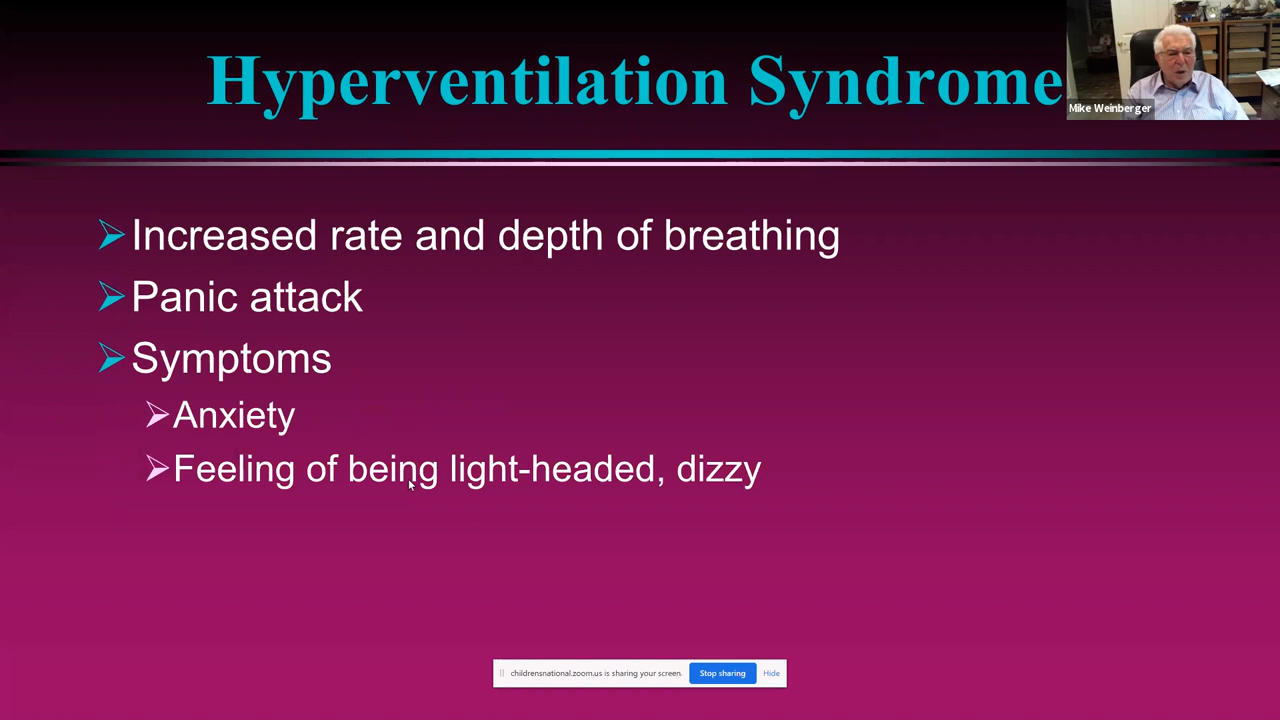 Hyperventilation Syndrome
Mike Weinberger
Increased rate and depth of breathing
Panic attack
Symptoms
Anxiety
Feeling of being light-headed, dizzy
childrensnational.zoom.us is sharing your screen. Stop sharing Hide